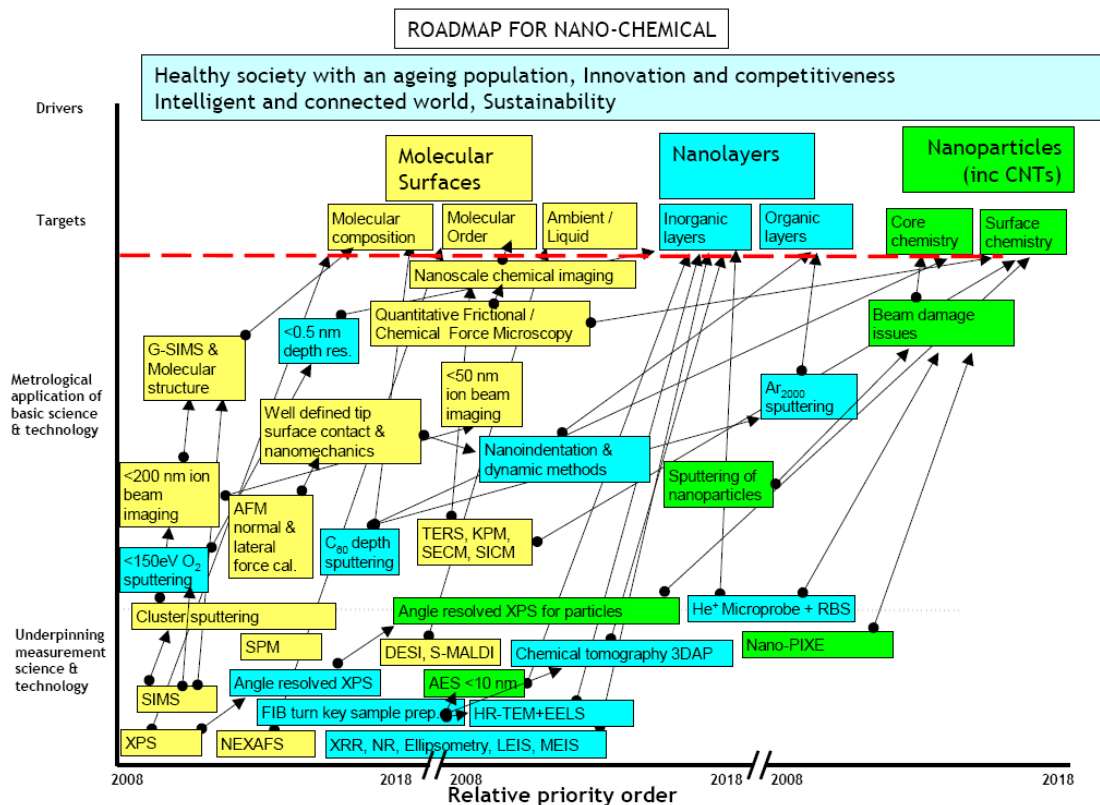 ROADMAP FOR NANO-CHEMICAL
Healthy society with an ageing population, Innovation and competitiveness
Intelligent and connected world, Sustainability
Drivers
Molecular
Surfaces
Nanolayers
Nanoparticles
(inc CNTs)
Targets
Molecular
composition
Molecular
Order
Ambient /
Liquid
Inorganic
layers
Organic
layers
Core
chemistry
Surface
chemistry
Nanoscale chemical imaging
Quantitative Frictional /
Chemical Force Microscopy
Beam damage
issues
<0.5 nm
depth res.
G-SIMS &
Molecular
structure
<50 nm
ion beam
imaging
Ar2000
sputtering
Metrological
application of
basic science
& technology
Well defined tip
surface contact &
nanomechanics
Nanoindentation &
dynamic methods
Sputtering of
nanoparticles
<200 nm ion
beam
imaging
AFM
normal &
lateral
force cal.
C60 depth
sputtering
TERS, KPM,
SECM, SICM
<150eV O2
sputtering
Cluster sputtering
Angle resolved XPS for particles
He+ Microprobe + RBS
Underpinning
measurement
science &
technology
SPM
DESI, S-MALDI
Chemical tomography 3DAP
Nano-PIXE
SIMS
Angle resolved XPS
AES <10 nm
FIB turn key sample prep.
HR-TEM+EELS
XPS
NEXAFS
XRR, NR, Ellipsometry, LEIS, MEIS
2008
2018
2008
2018
2008
2018
Relative priority order